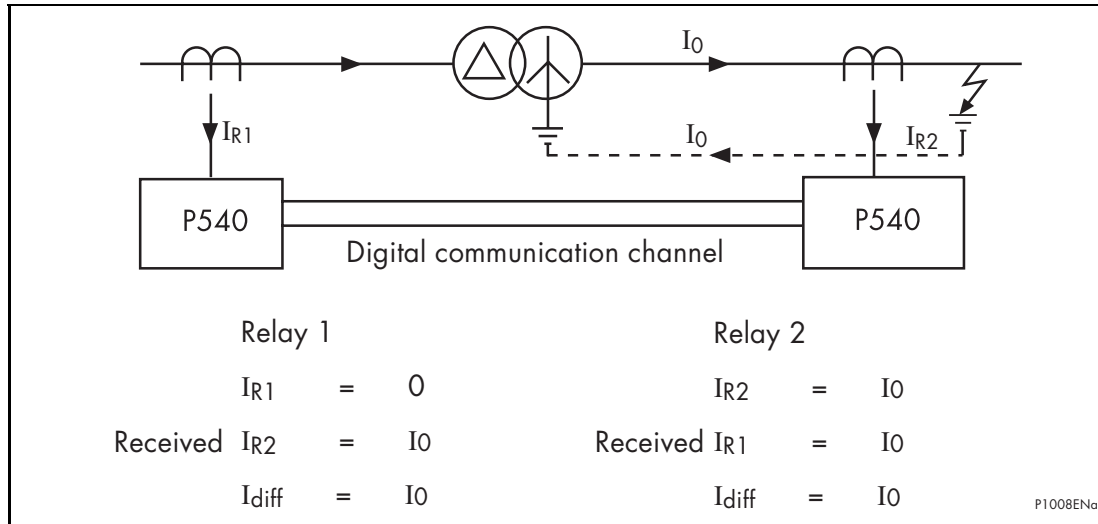 I0
IR1
I0
IR2
P540
P540
Digital communication channel
Relay 1
Relay 2
IR1 = 0
IR2 = I0
Received IR2 = I0
Received IR1 = I0
Idiff = I0
Idiff = I0
P1008ENa